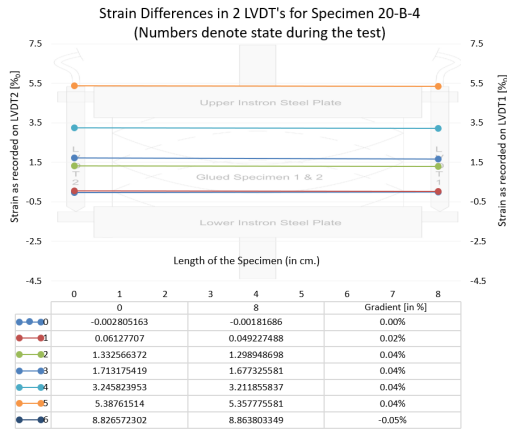 Strain Differences in 2 LVDT's for Specimen 20-B-4
(Numbers denote state during the test)
7.5 7.5
5.5 5.5
3.5 3.5
1.5 1.5
-0.5 -0.5
-2.5 -2.5
-4.5 -4.5
Strain as recorded on LVDT2 [‰]
Strain as recorded on LVDT1 [‰]
Upper Instron Steel Plate
Glued Specimen 1 & 2
Lower Instron Steel Plate
Length of the Specimen (in cm.)
0 1 2 3 4 5 6 7 8
0 8 Gradient [in %]
0 -0.002805163 -0.00181686 0.00%
1 0.06127707 0.049227488 0.02%
2 1.332566372 1.298948698 0.04%
3 1.713175419 1.677325581 0.04%
4 3.245823953 3.211855837 0.04%
5 5.38761514 5.357775581 0.04%
6 8.826572302 8.863803349 -0.05%